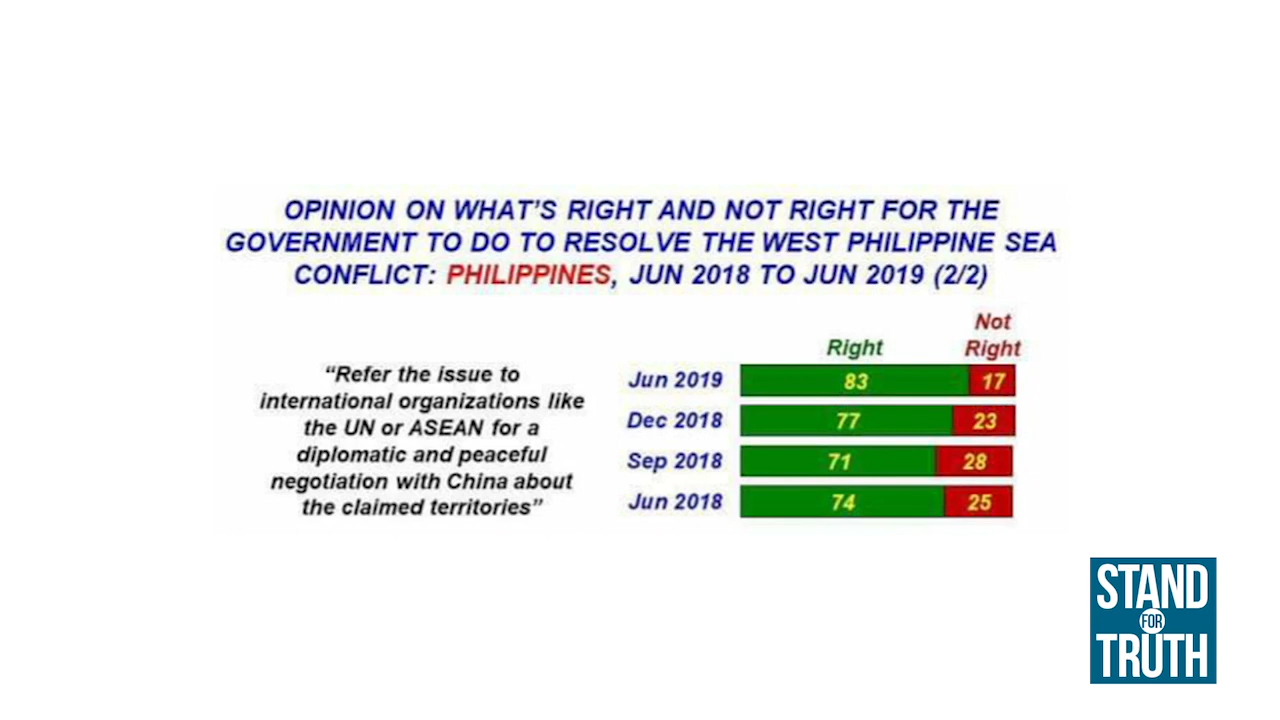 OPINION ON WHAT'S RIGHT AND NOT RIGHT FOR THE
GOVERNMENT TO DO TO RESOLVE THE WEST PHILIPPINE SEA
CONFLICT: PHILIPPINES, JUN 2018 TO JUN 2019 (2/2)
Right
Not
Right
"Refer the issue to
international organizations like
the UN or ASEAN for a
diplomatic and peaceful
negotiation with China about
the claimed territories"
Jun 2019 83 17
Dec 2018 77 23
Sep 2018 71 28
Jun 2018 74 25
STAND
FOR
TRUTH